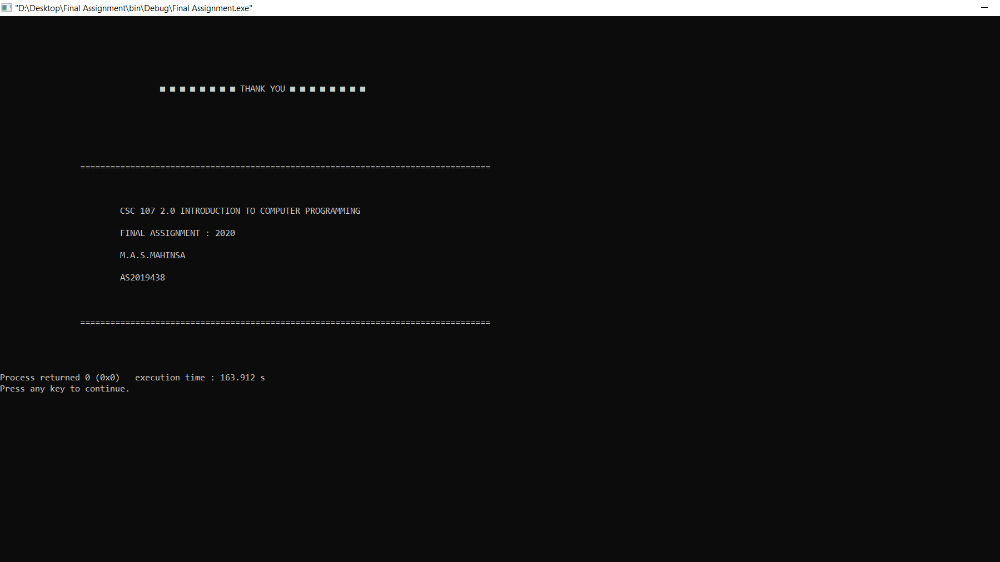 "D:\Desktop\Final Assignment\bin\Debug\Final Assignment.exe"
■ ■ ■ ■ ■ ■ ■ ■ THANK YOU ■ ■ ■ ■ ■ ■ ■ ■
==================================================================================
CSC 107 2.0 INTRODUCTION TO COMPUTER PROGRAMMING
FINAL ASSIGNMENT : 2020
M.A.S.MAHINSA
AS2019438
==================================================================================
Process returned 0 (0x0)   execution time : 163.912 s
Press any key to continue.